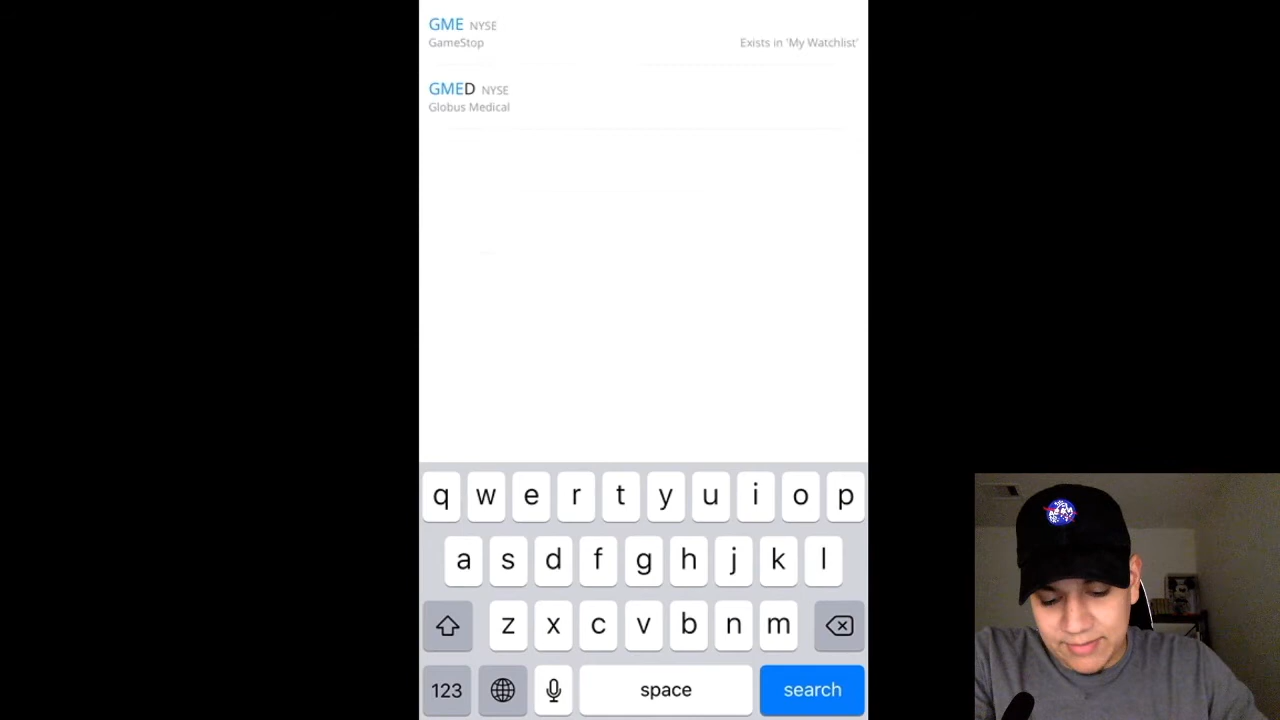 GME NYSE
GameStop
Exists in 'My Watchlist'
GMED NYSE
Globus Medical
q w e r t y u i o p
a s d f g h j k l
z x c v b n m
123
space
search